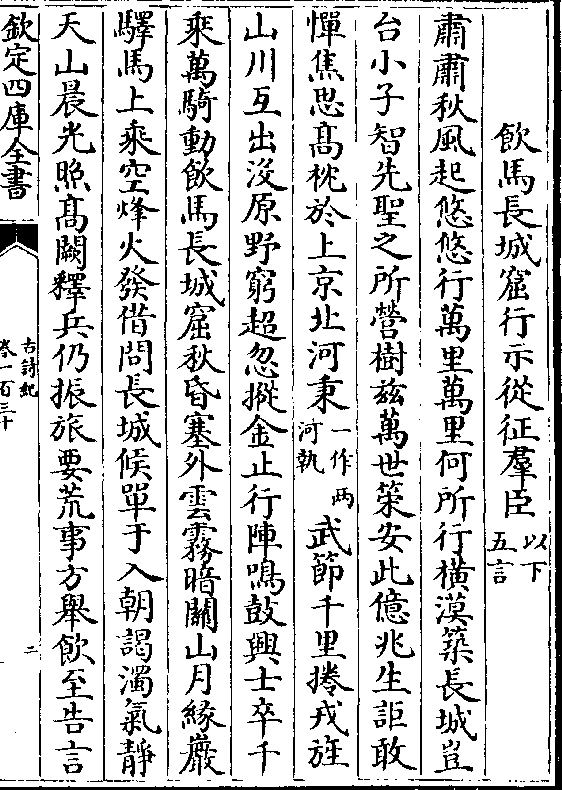 飲馬長城窟行示從征羣臣以下五言
肅肅秋風起悠悠行萬里萬里何所行橫漠築長城豈
台小子智先聖之所營樹兹萬世策安此億兆生詎敢
憚焦思髙枕於上京北河秉一作兩河執武節千里捲戎旌
山川互出没原野窮超忽摐金止行陣鳴鼓興士卒千
乘萬騎動飲馬長城窟秋昏塞外雲霧暗關山月緣巖
驛馬上乘空烽火發借問長城候單于入朝謁濁氣靜
天山晨光照髙闕釋兵仍振旅要荒事方舉飲至告言
欽定四庫全書
古詩紀
卷一百三十
二